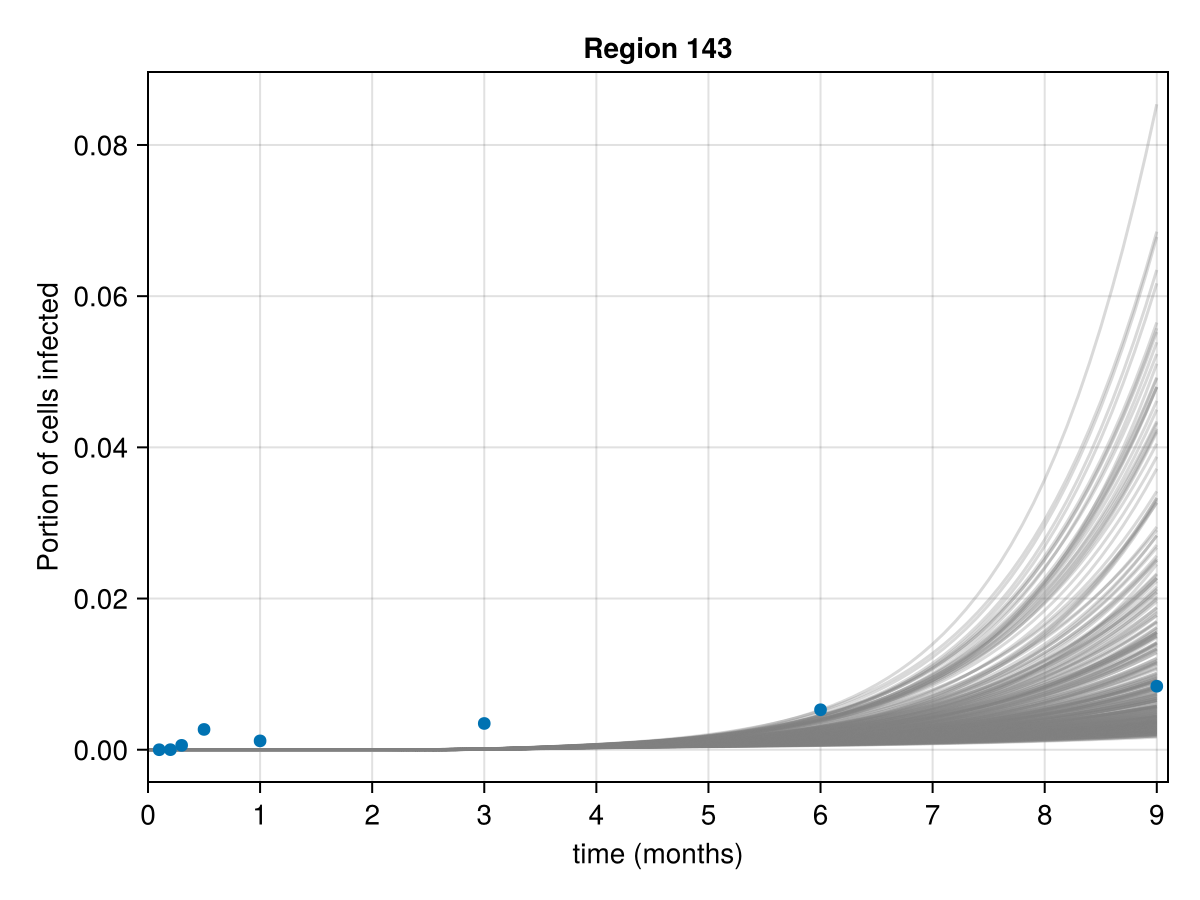 Region 143
0.08
0.06
0.04
0.02
0.00
Portion of cells infected
0 1 2 3 4 5 6 7 8 9
time (months)